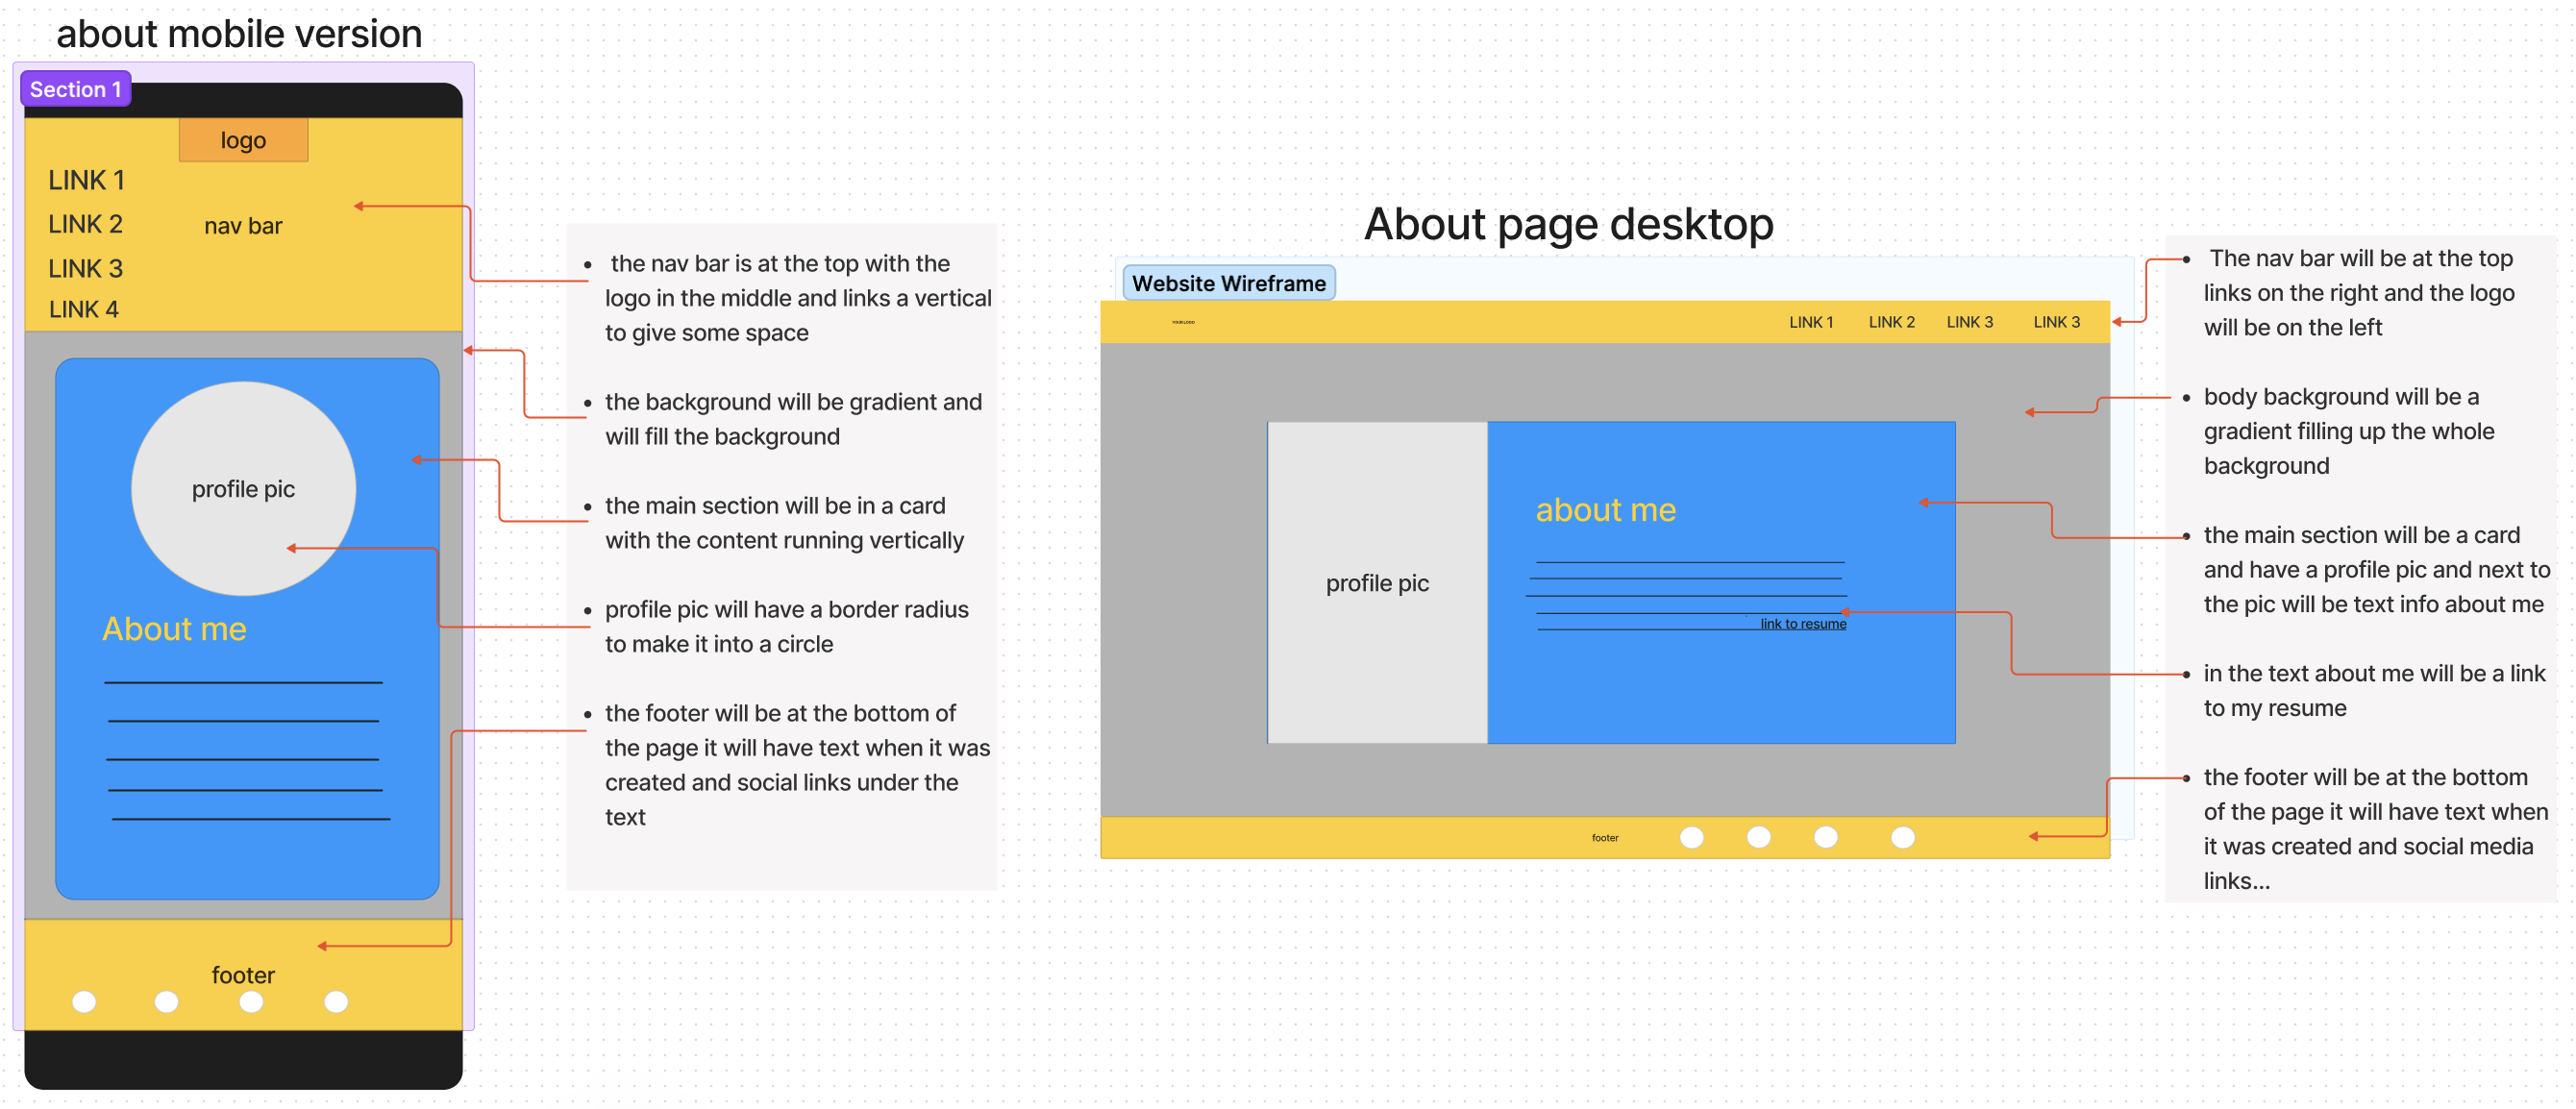 about mobile version
Section 1
logo
LINK 1
LINK 2
nav bar
LINK 3
LINK 4
profile pic
About me
footer
• the nav bar is at the top with the
logo in the middle and links a vertical
to give some space
• the background will be gradient and
will fill the background
• the main section will be in a card
with the content running vertically
• profile pic will have a border radius
to make it into a circle
• the footer will be at the bottom of
the page it will have text when it was
created and social links under the
text
About page desktop
Website Wireframe
YOUR LOGO
LINK 1
LINK 2
LINK 3
LINK 3
profile pic
about me
link to resume
footer
• The nav bar will be at the top
links on the right and the logo
will be on the left
• body background will be a
gradient filling up the whole
background
• the main section will be a card
and have a profile pic and next to
the pic will be text info about me
• in the text about me will be a link
to my resume
• the footer will be at the bottom
of the page it will have text when
it was created and social media
links...